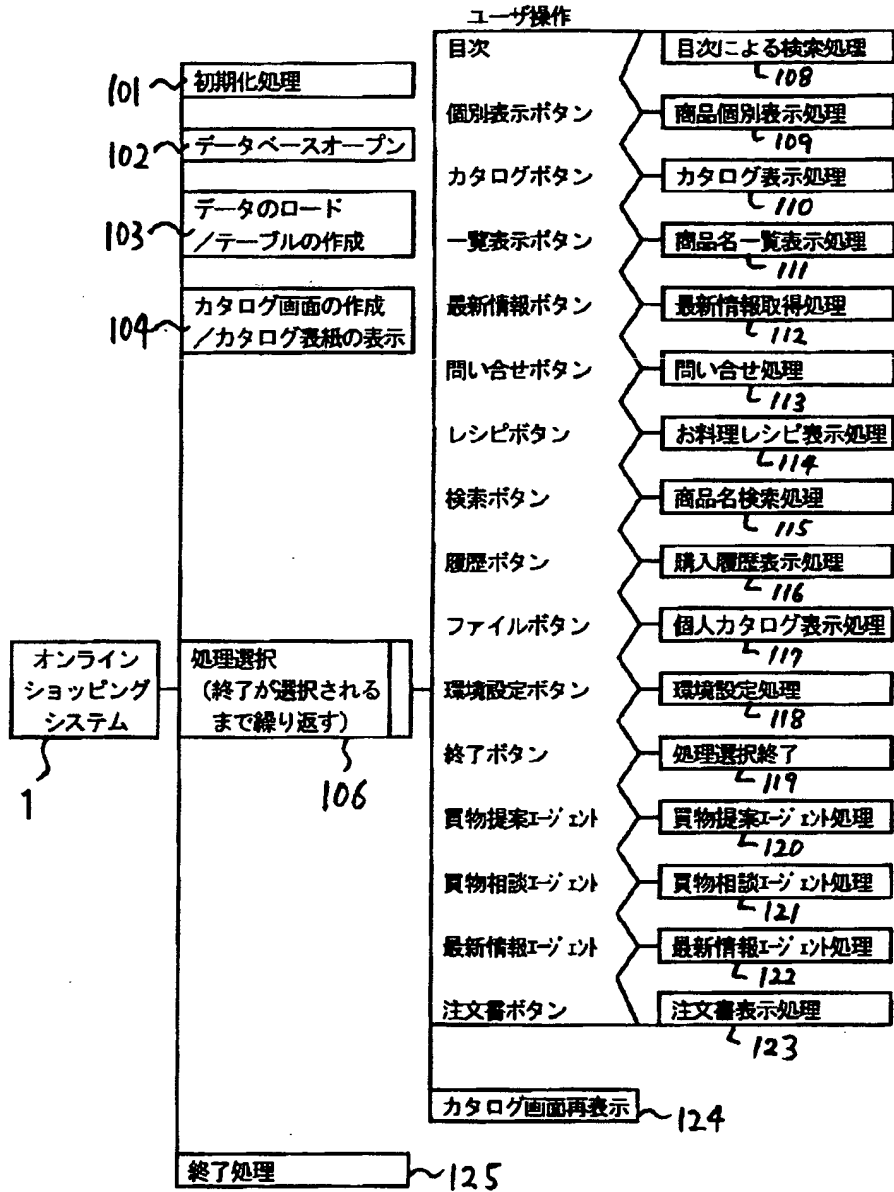 ユーザ操作
101
初期化処理
102
データベースオープン
103
データのロード
/テーブルの作成
104
カタログ画面の作成
/カタログ表紙の表示
オンライン
ショッピング
システム
1
処理選択
(終了が選択される
まで繰り返す)
106
目次
目次による検索処理
108
個別表示ボタン
商品個別表示処理
109
カタログボタン
カタログ表示処理
110
一覧表示ボタン
商品名一覧表示処理
111
最新情報ボタン
最新情報取得処理
112
問い合せボタン
問い合せ処理
113
レシピボタン
お料理レシピ表示処理
114
検索ボタン
商品名検索処理
115
履歴ボタン
購入履歴表示処理
116
ファイルボタン
個人カタログ表示処理
117
環境設定ボタン
環境設定処理
118
終了ボタン
処理選択終了
119
買物提案エージェント
買物提案エージェント処理
120
買物相談エージェント
買物相談エージェント処理
121
最新情報エージェント
最新情報エージェント処理
122
注文書ボタン
注文書表示処理
123
カタログ画面再表示
124
終了処理
125